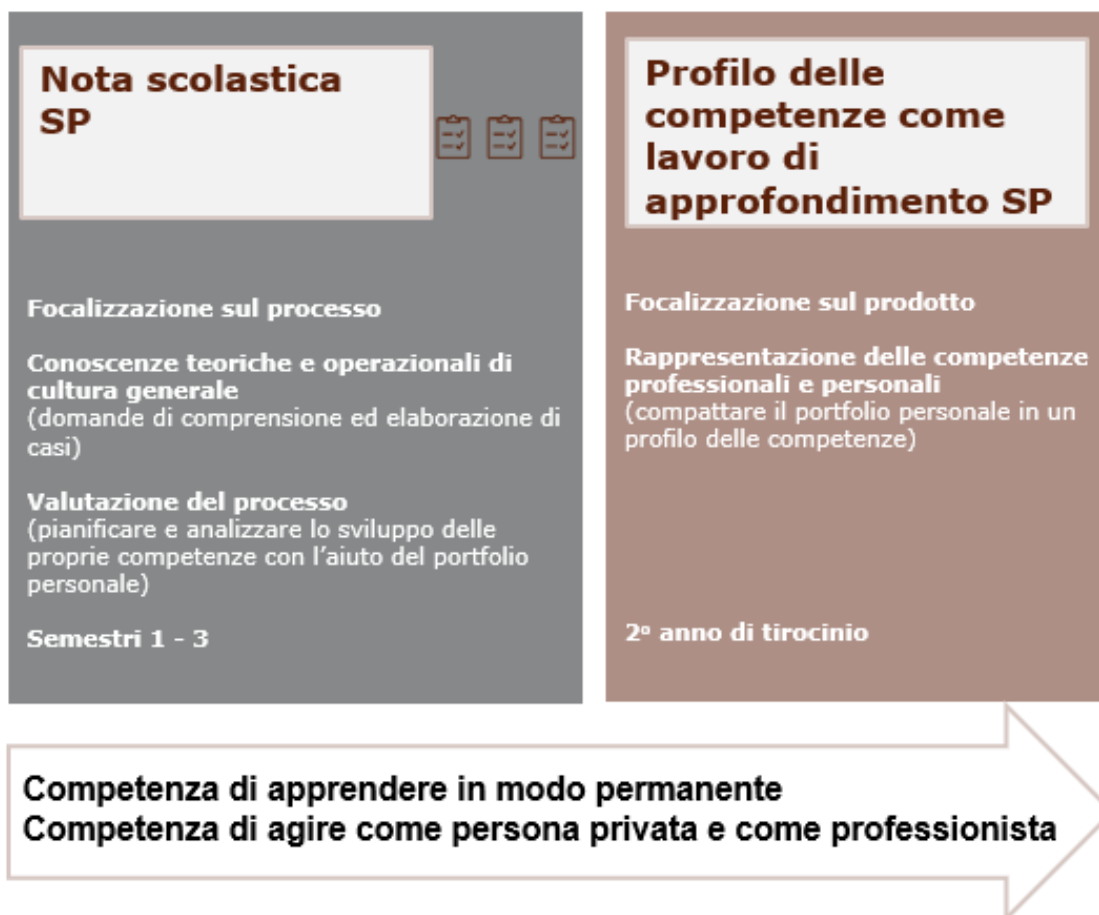 Nota scolastica
SP
Focalizzazione sul processo
Conoscenze teoriche e operazionali di
cultura generale
(domande di comprensione ed elaborazione di
casi)
Valutazione del processo
(pianificare e analizzare lo sviluppo delle
proprie competenze con l'aiuto del portfolio
personale)
Semestri 1 - 3
Profilo delle
competenze come
lavoro di
approfondimento SP
Focalizzazione sul prodotto
Rappresentazione delle competenze
professionali e personali
(compattare il portfolio personale in un
profilo delle competenze)
2º anno di tirocinio
Competenza di apprendere in modo permanente
Competenza di agire come persona privata e come professionista